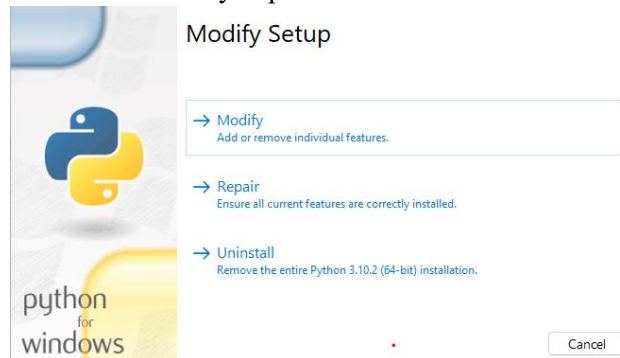 Modify Setup
→ Modify
Add or remove individual features.
→ Repair
Ensure all current features are correctly installed.
→ Uninstall
Remove the entire Python 3.10.2 (64-bit) installation.
python
for
windows
Cancel